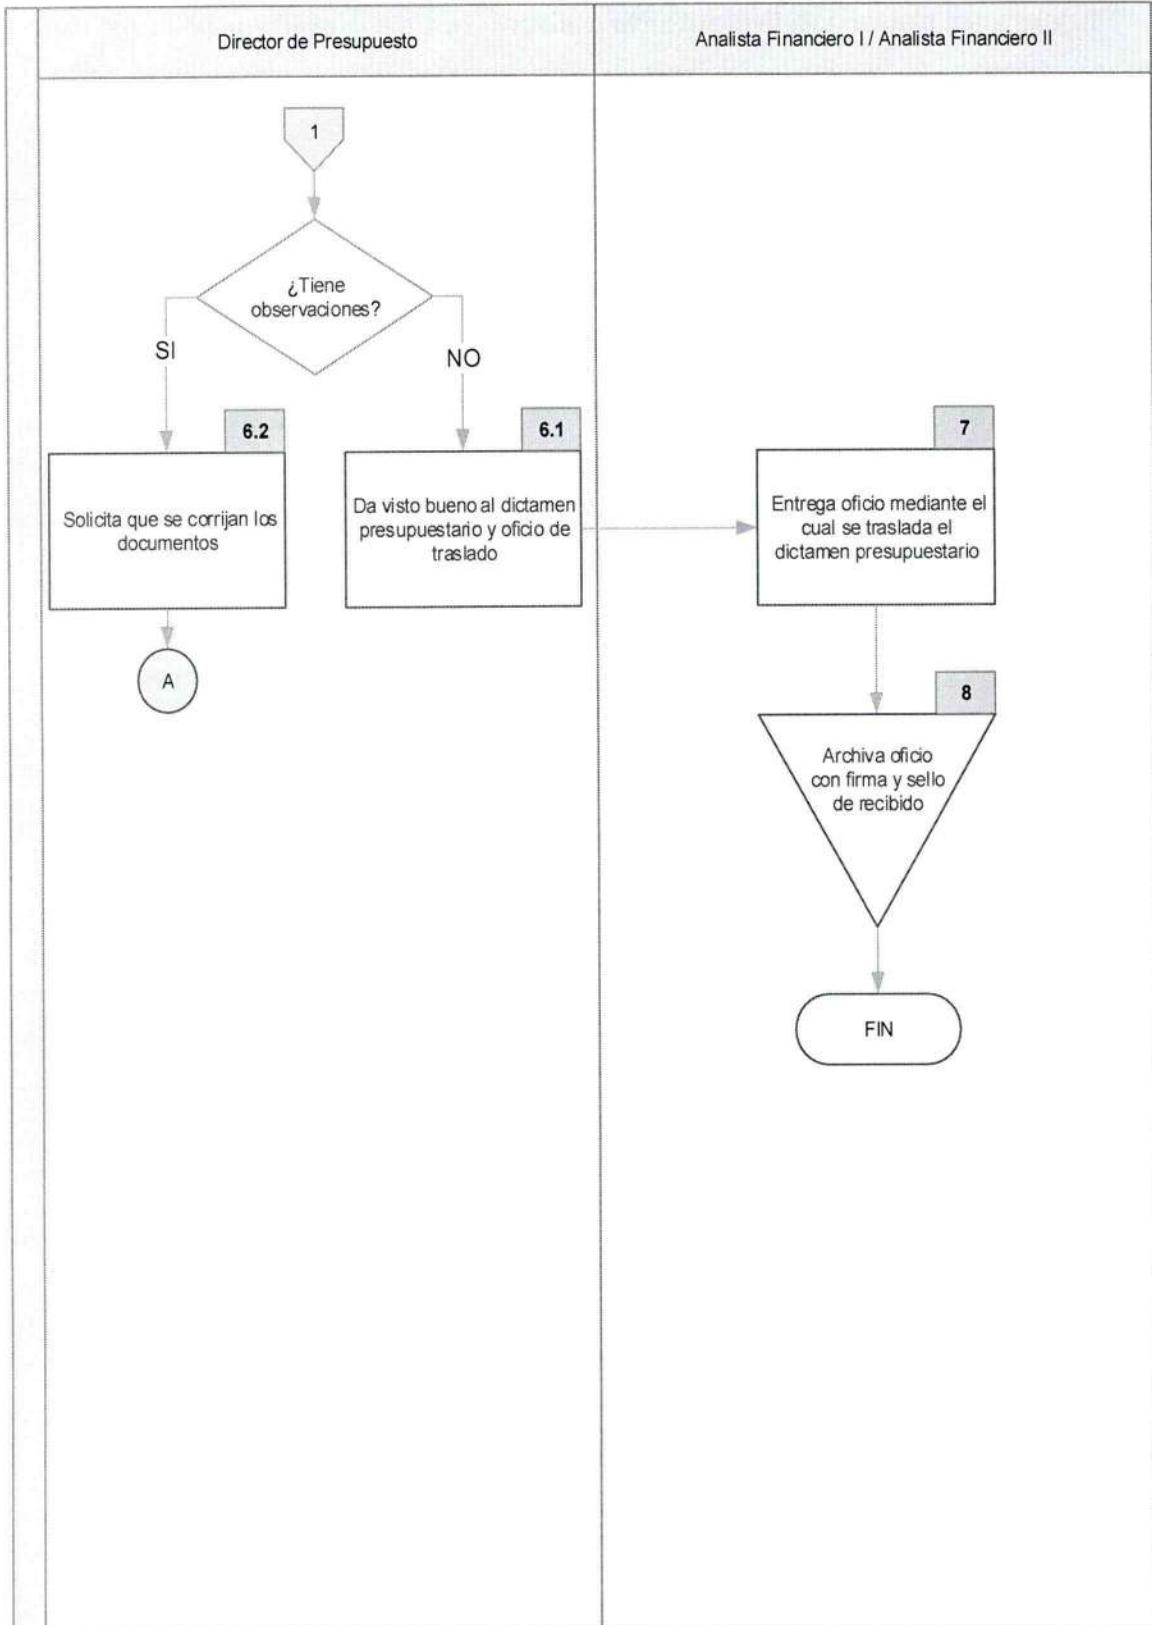 Director de Presupuesto
Analista Financiero I / Analista Financiero II
1
¿Tiene
observaciones?
SI
NO
6.2
Solicita que se corrijan los
documentos
6.1
Da visto bueno al dictamen
presupuestario y oficio de
traslado
7
Entrega oficio mediante el
cual se traslada el
dictamen presupuestario
A
8
Archiva oficio
con firma y sello
de recibido
FIN